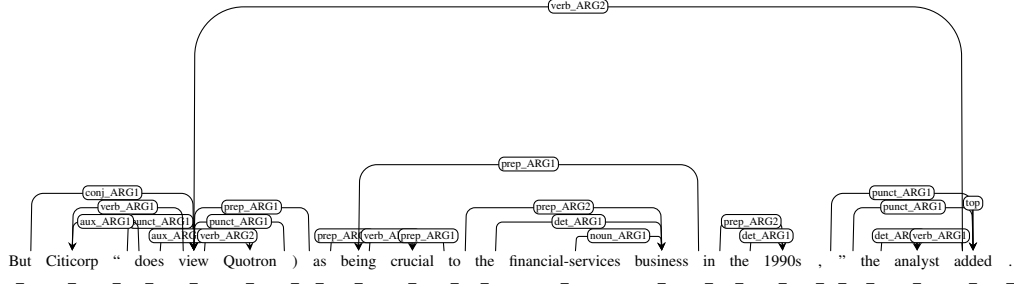 verb_ARG2
prep_ARG1
conj_ARG1 punct_ARG1
verb_ARG1 prep_ARG1 prep_ARG2 punct_ARG1 top
aux_ARG1 punct_ARG1 punct_ARG1 det_ARG1 prep_ARG2
verb_ARG2 prep_ARG1 noun_ARG1 det_ARG1 verb_ARG1
But Citicorp “ does view Quotron ) as being crucial to the financial-services business in the 1990s , ” the analyst added .
_ _ _ _ _ _ _ _ _ _ _ _ _ _ _ _ _ _ _ _ _ _ _